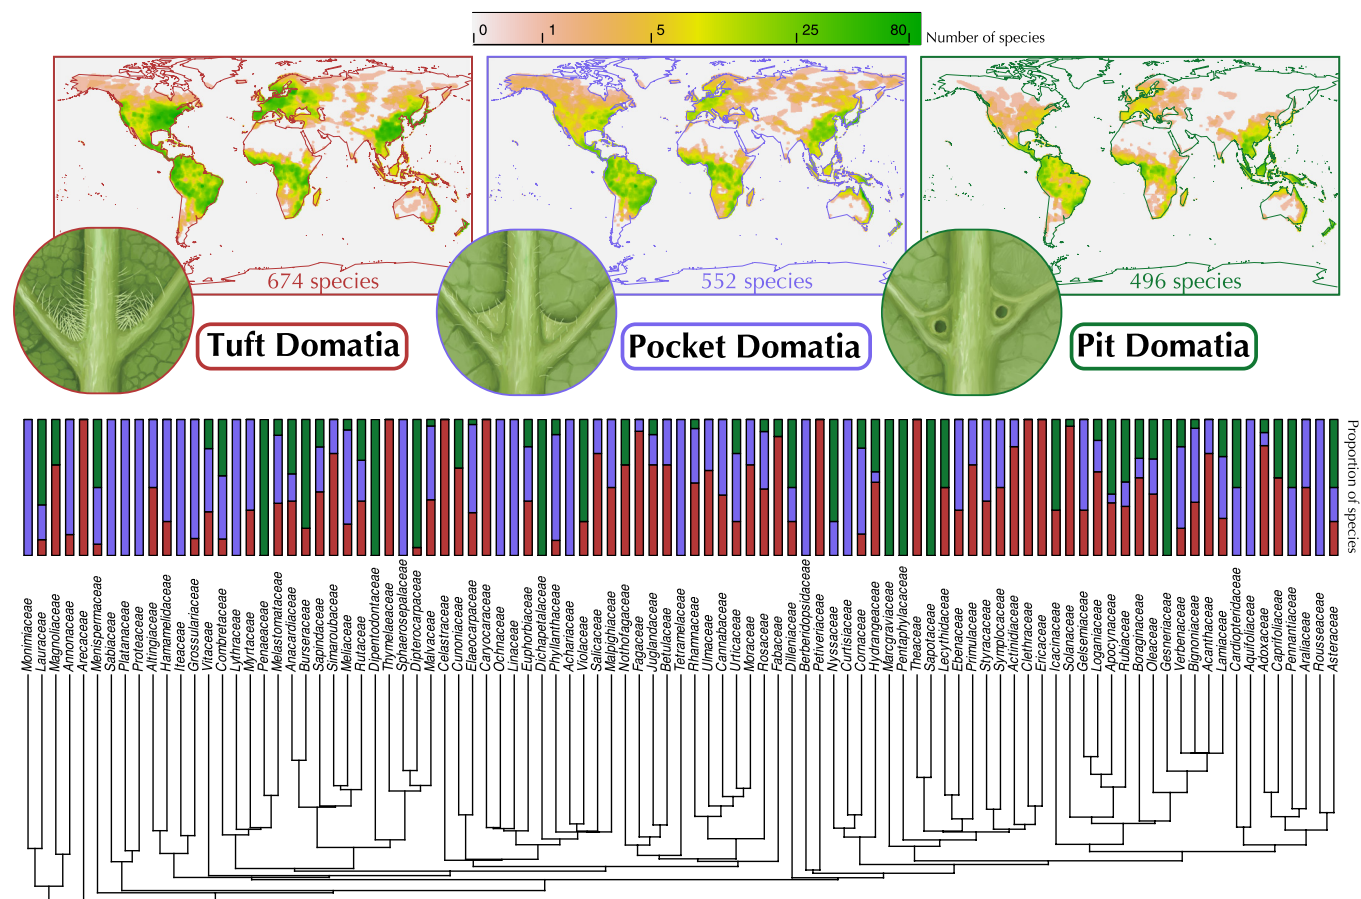 0 1 5 25 80
Number of species
674 species
552 species
496 species
Tuft Domatia
Pocket Domatia
Pit Domatia
Proportion of species
Monimiaceae
Lauraceae
Magnoliaceae
Annonaceae
Arecaceae
Menispermaceae
Sabiaceae
Platanaceae
Proteaceae
Altingiaceae
Hamamelidaceae
Iteaceae
Grossulariaceae
Vitaceae
Combretaceae
Lythraceae
Myrtaceae
Penaeaceae
Melastomataceae
Anacardiaceae
Burseraceae
Sapindaceae
Simaroubaceae
Meliaceae
Rutaceae
Dipentodontaceae
Thymelaeaceae
Sphaerosepalaceae
Dipterocarpaceae
Malvaceae
Celastraceae
Cunoniaceae
Elaeocarpaceae
Caryocaraceae
Ochnaceae
Linaceae
Euphorbiaceae
Dichapetalaceae
Phyllanthaceae
Achariaceae
Violaceae
Salicaceae
Malpighiaceae
Nothofagaceae
Fagaceae
Juglandaceae
Betulaceae
Tetramelaceae
Rhamnaceae
Ulmaceae
Cannabaceae
Urticaceae
Moraceae
Rosaceae
Fabaceae
Dilleniaceae
Berberidopsidaceae
Petiveriaceae
Nyssaceae
Curtisiaceae
Cornaceae
Hydrangeaceae
Marcgraviaceae
Pentaphylacaceae
Theaceae
Sapotaceae
Lecythidaceae
Ebenaceae
Primulaceae
Styracaceae
Symplocaceae
Actinidiaceae
Clethraceae
Ericaceae
Icacinaceae
Solanaceae
Gelsemiaceae
Loganiaceae
Apocynaceae
Rubiaceae
Boraginaceae
Oleaceae
Gesneriaceae
Verbenaceae
Bignoniaceae
Acanthaceae
Lamiaceae
Cardiopteridaceae
Aquifoliaceae
Adoxaceae
Caprifoliaceae
Pennantiaceae
Araliaceae
Rousseaceae
Asteraceae